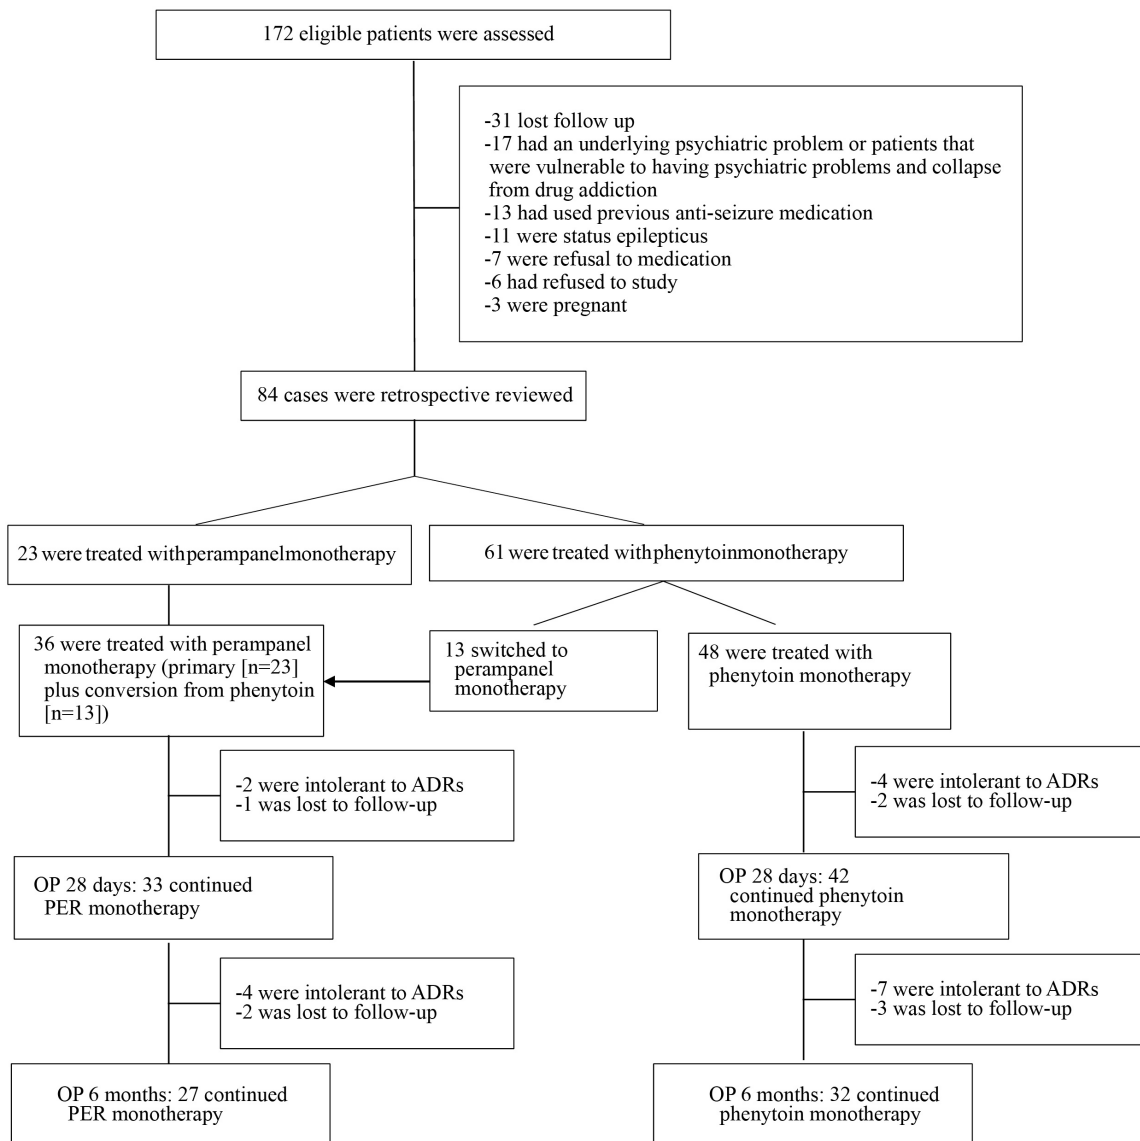 172 eligible patients were assessed
-31 lost follow up
-17 had an underlying psychiatric problem or patients that
were vulnerable to having psychiatric problems and collapse
from drug addiction
-13 had used previous anti-seizure medication
-11 were status epilepticus
-7 were refusal to medication
-6 had refused to study
-3 were pregnant
84 cases were retrospective reviewed
23 were treated with perampanel monotherapy
61 were treated with phenytoin monotherapy
36 were treated with perampanel
monotherapy (primary [n=23]
plus conversion from phenytoin
[n=13])
13 switched to
perampanel
monotherapy
48 were treated with
phenytoin monotherapy
-2 were intolerant to ADRs
-1 was lost to follow-up
-4 were intolerant to ADRs
-2 was lost to follow-up
OP 28 days: 33 continued
PER monotherapy
OP 28 days: 42
continued phenytoin
monotherapy
-4 were intolerant to ADRs
-2 was lost to follow-up
-7 were intolerant to ADRs
-3 was lost to follow-up
OP 6 months: 27 continued
PER monotherapy
OP 6 months: 32 continued
phenytoin monotherapy